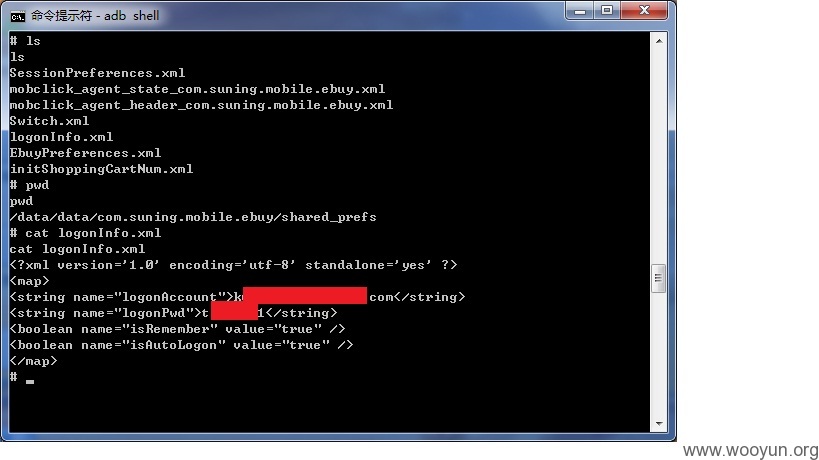 命令提示符 - adb shell
# ls
ls
SessionPreferences.xml
mobclick_agent_state_com.suning.mobile.ebuy.xml
mobclick_agent_header_com.suning.mobile.ebuy.xml
Switch.xml
logonInfo.xml
EbuyPreferences.xml
initShoppingCartNum.xml
# pwd
pwd
/data/data/com.suning.mobile.ebuy/shared_prefs
# cat logonInfo.xml
cat logonInfo.xml
<?xml version='1.0' encoding='utf-8' standalone='yes' ?>
<map>
<string name="logonAccount">k .com</string>
<string name="logonPwd">t 1</string>
<boolean name="isRemember" value="true" />
<boolean name="isAutoLogon" value="true" />
</map>
#
www.wooyun.org